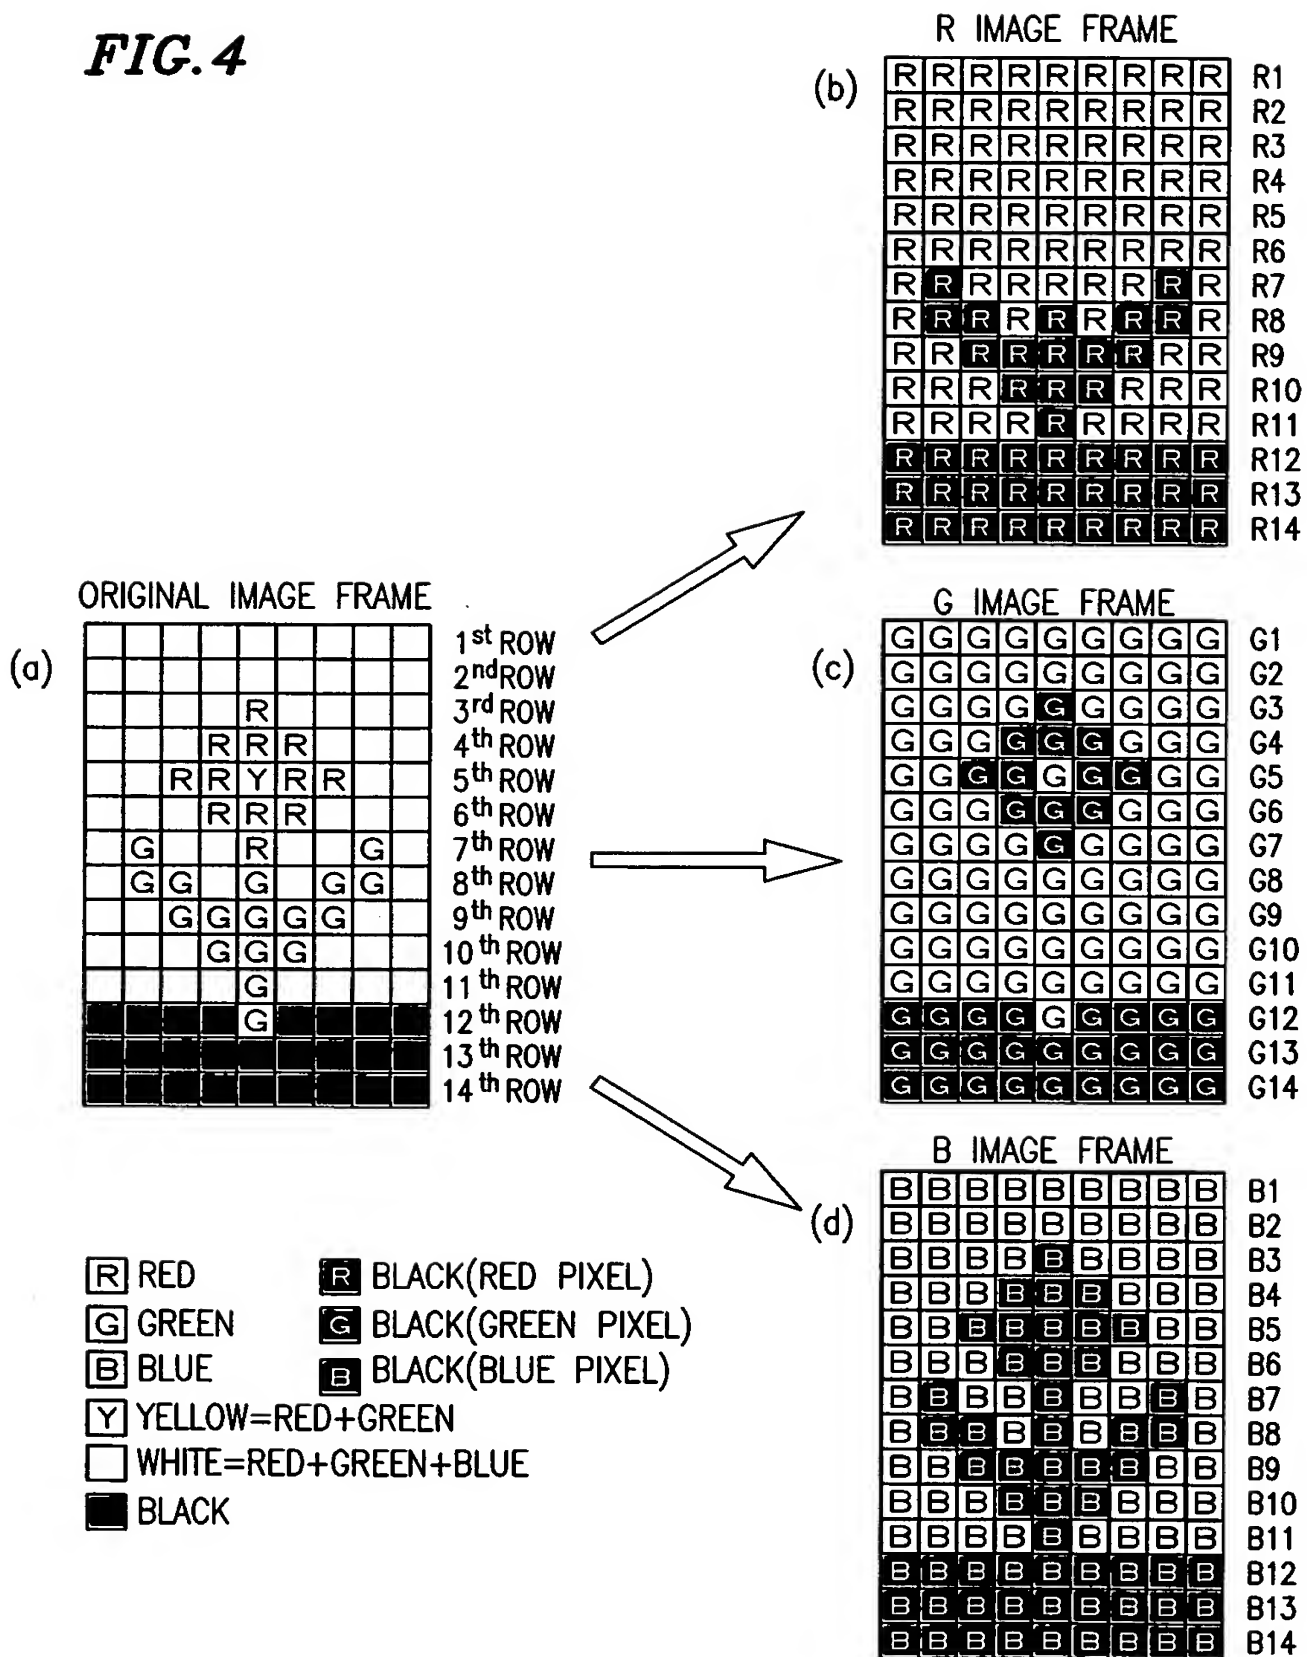 FIG. 4
R IMAGE FRAME
(b)
R R R R R R R R R R1
R R R R R R R R R R2
R R R R R R R R R R3
R R R R R R R R R R4
R R R R R R R R R R5
R R R R R R R R R R6
R R R R R R R R R R7
R R R R R R R R R R8
R R R R R R R R R R9
R R R R R R R R R R10
R R R R R R R R R R11
R R R R R R R R R R12
R R R R R R R R R R13
R R R R R R R R R R14
ORIGINAL IMAGE FRAME
(a)
1st ROW
2nd ROW
R 3rd ROW
R R R 4th ROW
R R Y R R 5th ROW
R R R 6th ROW
G R G 7th ROW
G G G G G 8th ROW
G G G G G 9th ROW
G G G 10th ROW
G 11th ROW
G 12th ROW
13th ROW
14th ROW
G IMAGE FRAME
(c)
G G G G G G G G G G1
G G G G G G G G G G2
G G G G G G G G G G3
G G G G G G G G G G4
G G G G G G G G G G5
G G G G G G G G G G6
G G G G G G G G G G7
G G G G G G G G G G8
G G G G G G G G G G9
G G G G G G G G G G10
G G G G G G G G G G11
G G G G G G G G G G12
G G G G G G G G G G13
G G G G G G G G G G14
B IMAGE FRAME
(d)
B B B B B B B B B B1
B B B B B B B B B B2
B B B B B B B B B B3
B B B B B B B B B B4
B B B B B B B B B B5
B B B B B B B B B B6
B B B B B B B B B B7
B B B B B B B B B B8
B B B B B B B B B B9
B B B B B B B B B B10
B B B B B B B B B B11
B B B B B B B B B B12
B B B B B B B B B B13
B B B B B B B B B B14
R RED
G GREEN
B BLUE
Y YELLOW=RED+GREEN
WHITE=RED+GREEN+BLUE
BLACK
R BLACK(RED PIXEL)
G BLACK(GREEN PIXEL)
B BLACK(BLUE PIXEL)